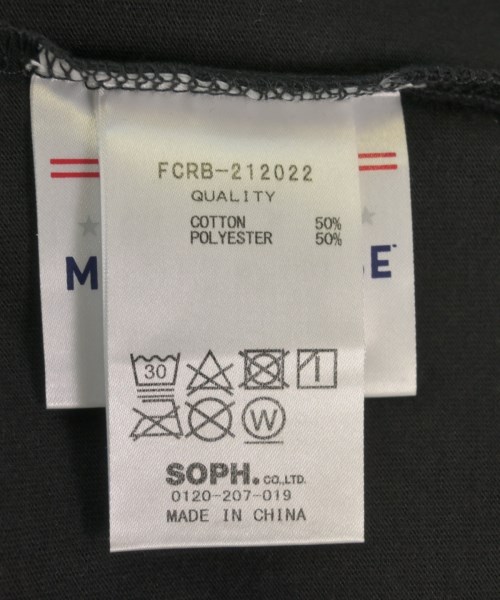 FCRB-212022
QUALITY
COTTON 50%
POLYESTER 50%
30
W
SOPH. CO.,LTD.
0120-207-019
MADE IN CHINA